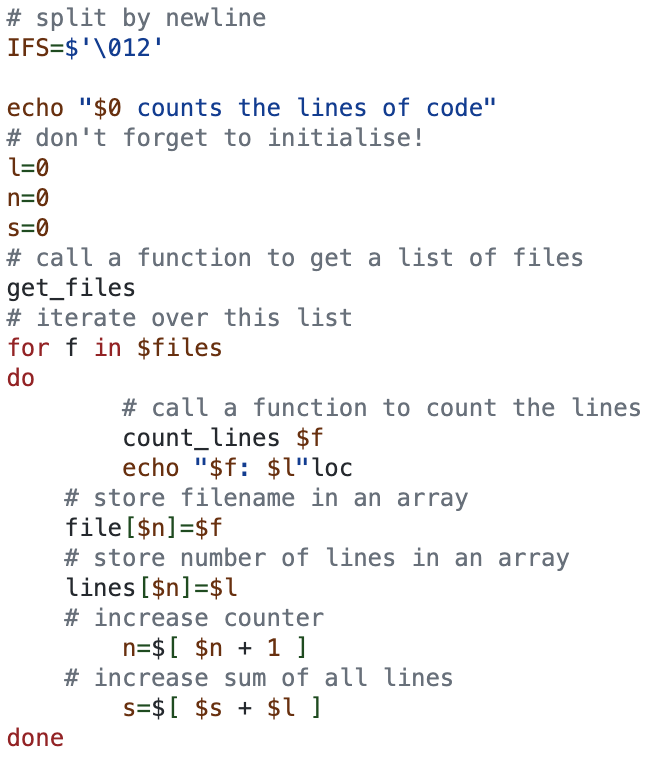 # split by newline
IFS=$'\012'

echo "$0 counts the lines of code"
# don't forget to initialise!
l=0
n=0
s=0
# call a function to get a list of files
get_files
# iterate over this list
for f in $files
do
        # call a function to count the lines
        count_lines $f
        echo "$f: $l"loc
    # store filename in an array
    file[$n]=$f
    # store number of lines in an array
    lines[$n]=$l
    # increase counter
        n=$[ $n + 1 ]
    # increase sum of all lines
        s=$[ $s + $l ]
done